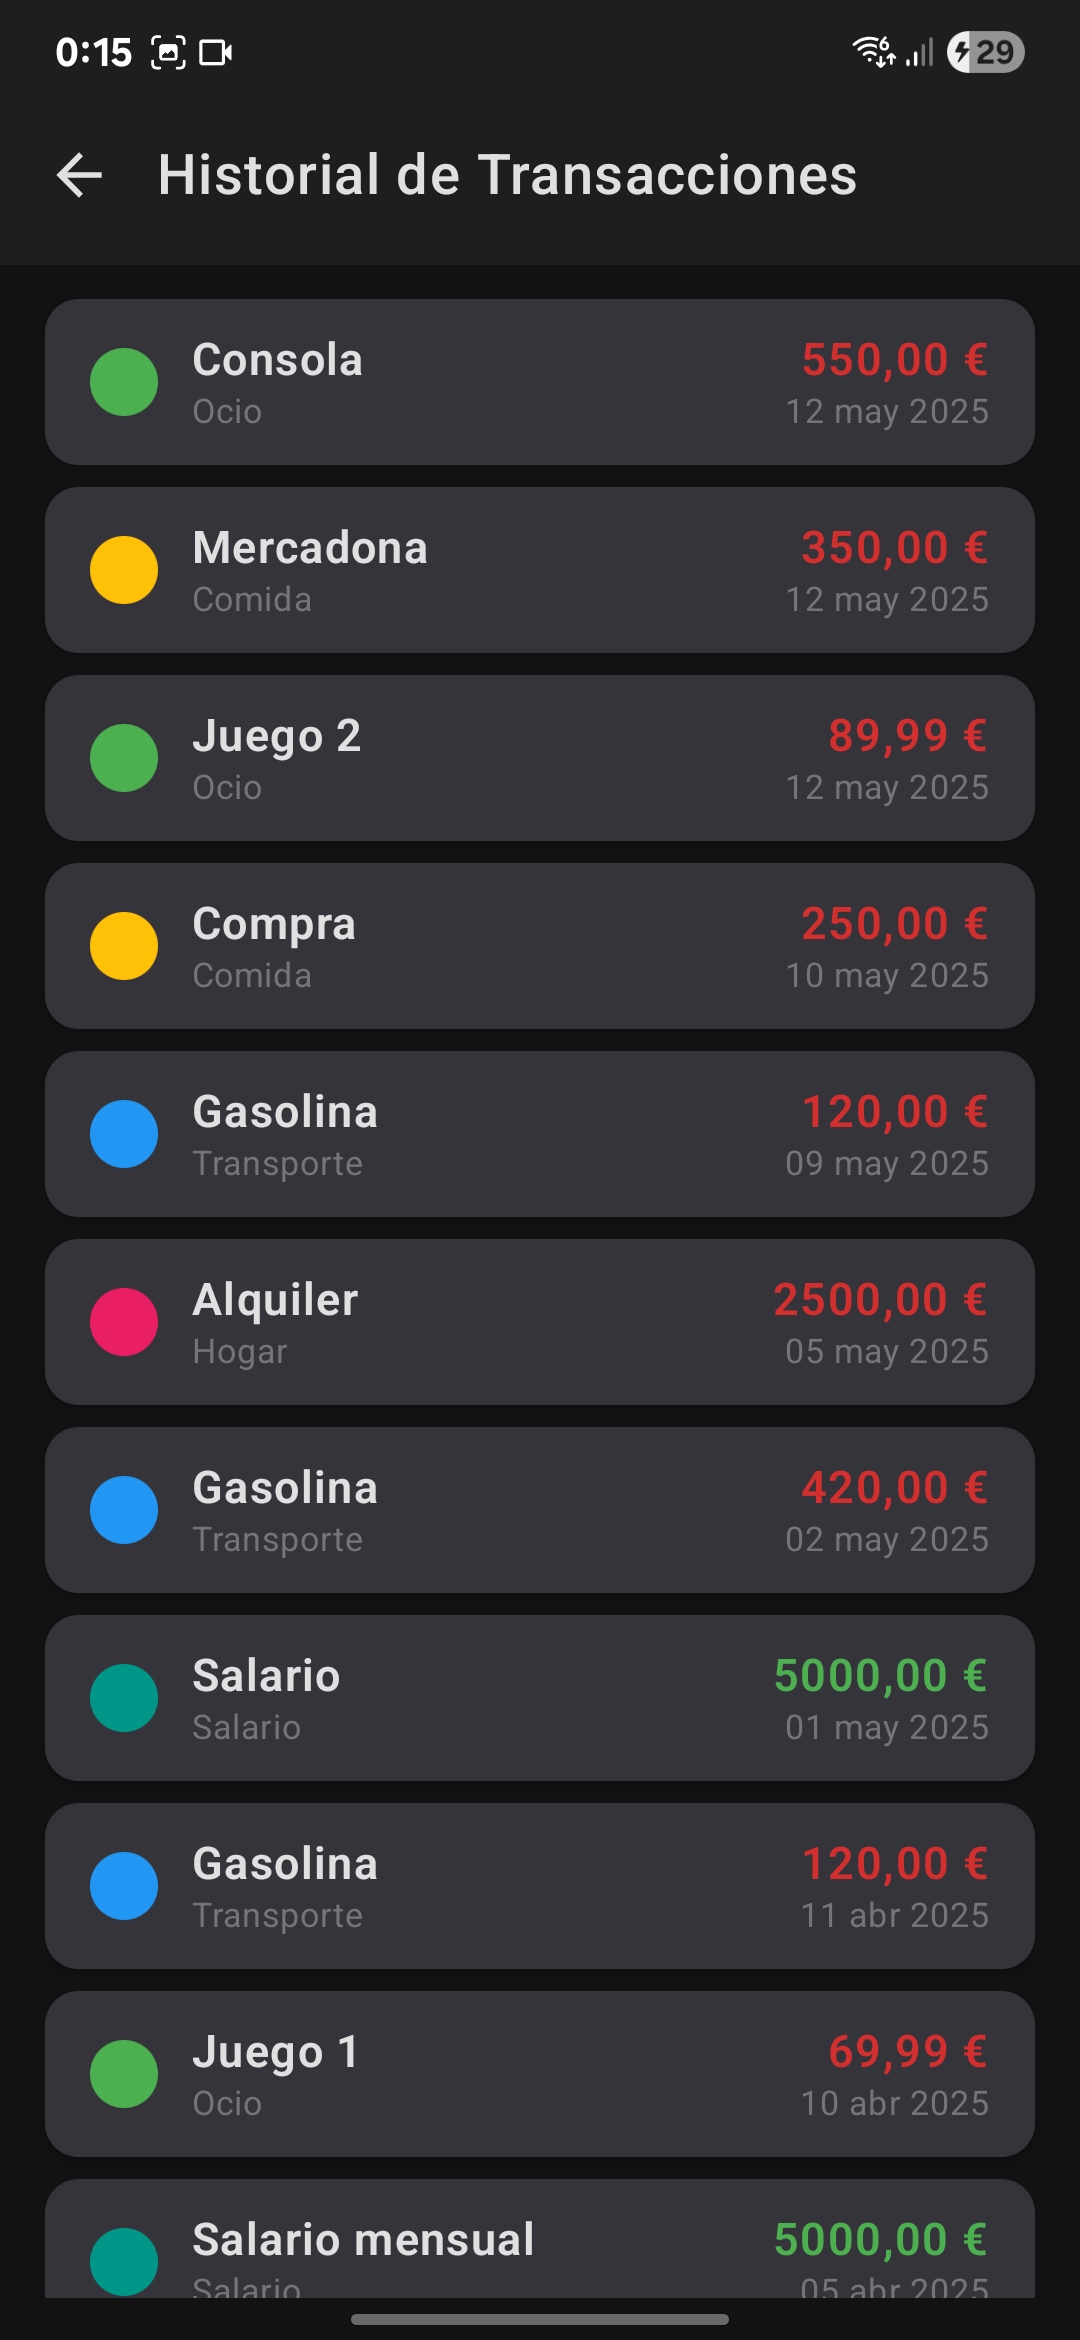 0:15
6
29
Historial de Transacciones
Consola
550,00 €
Ocio
12 may 2025
Mercadona
350,00 €
Comida
12 may 2025
Juego 2
89,99 €
Ocio
12 may 2025
Compra
250,00 €
Comida
10 may 2025
Gasolina
120,00 €
Transporte
09 may 2025
Alquiler
2500,00 €
Hogar
05 may 2025
Gasolina
420,00 €
Transporte
02 may 2025
Salario
5000,00 €
Salario
01 may 2025
Gasolina
120,00 €
Transporte
11 abr 2025
Juego 1
69,99 €
Ocio
10 abr 2025
Salario mensual
5000,00 €
Salario
05 abr 2025